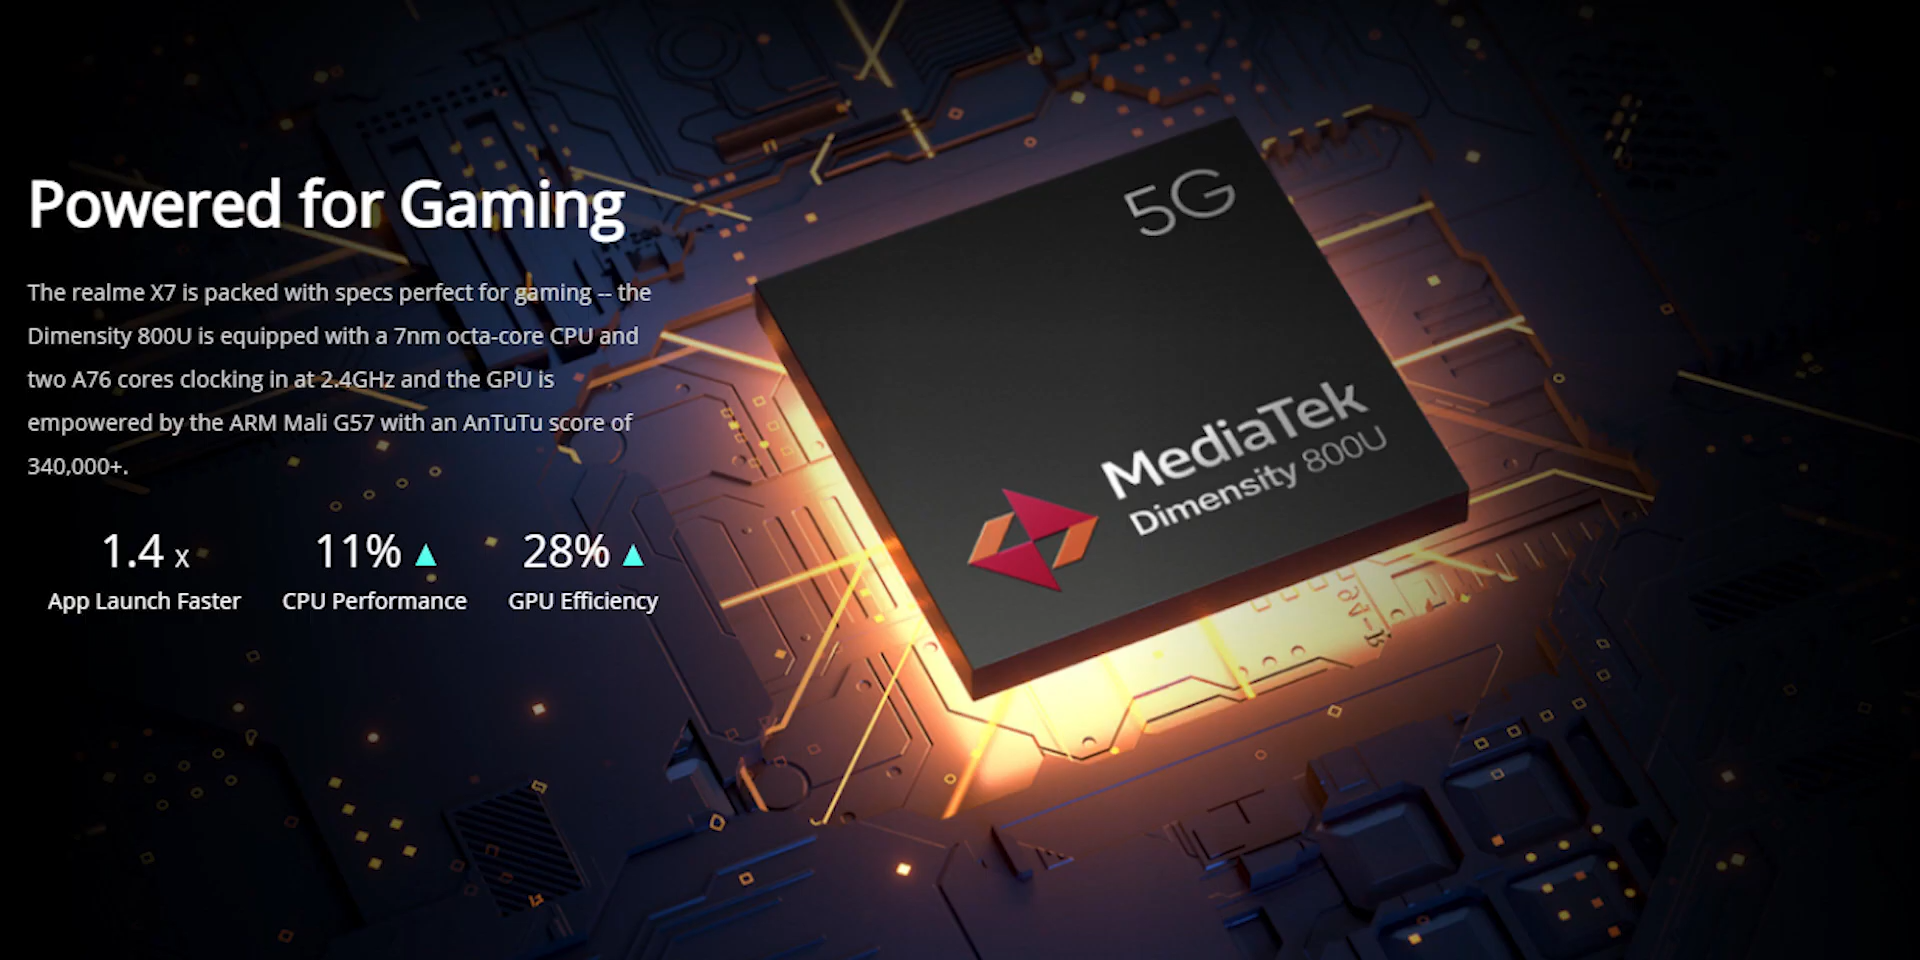 Powered for Gaming
The realme X7 is packed with specs perfect for gaming -- the
Dimensity 800U is equipped with a 7nm octa-core CPU and
two A76 cores clocking in at 2.4GHz and the GPU is
empowered by the ARM Mali G57 with an AnTuTu score of
340,000+.
1.4 x
App Launch Faster
11% ▲
CPU Performance
28% ▲
GPU Efficiency
5G
MediaTek
Dimensity 800U